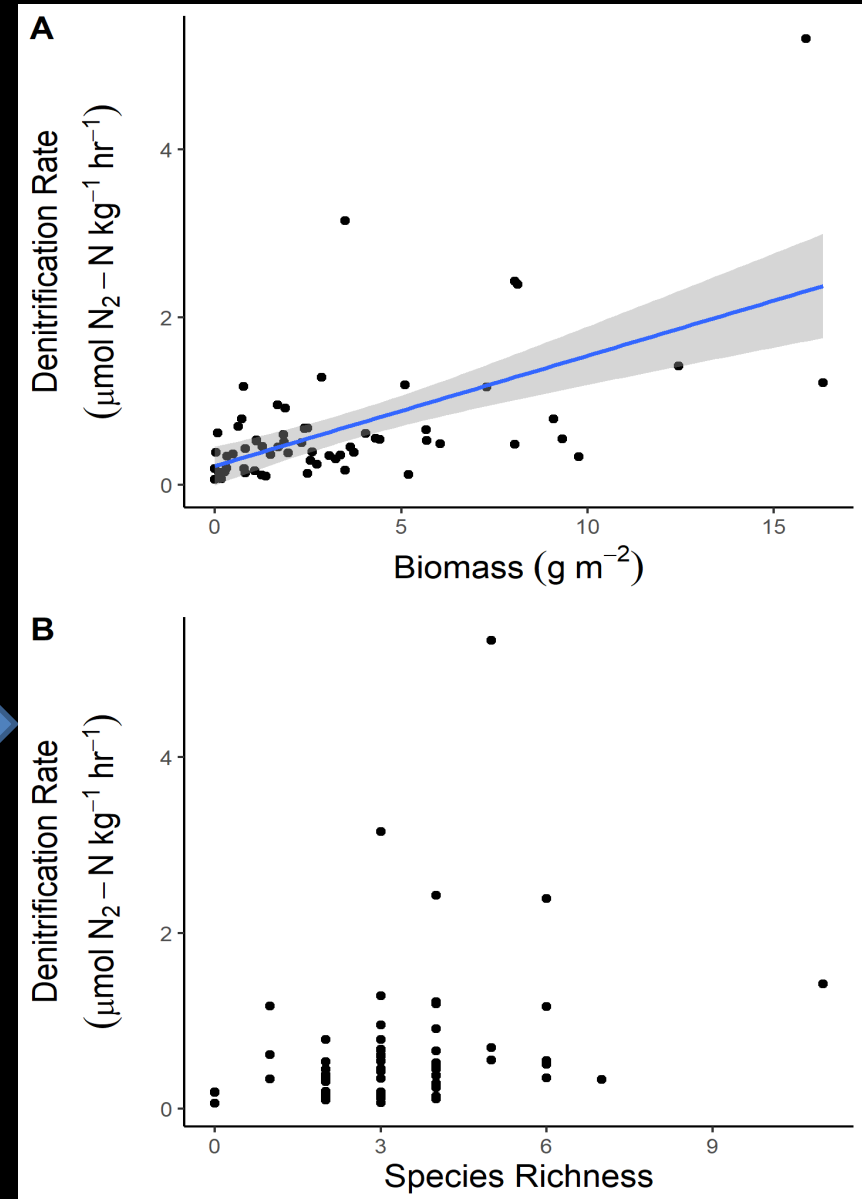 A
Denitrification Rate
(μmol N₂ – N kg⁻¹ hr⁻¹)
4
2
0
0 5 10 15
Biomass (g m⁻²)
B
Denitrification Rate
(μmol N₂ – N kg⁻¹ hr⁻¹)
4
2
0
0 3 6 9
Species Richness